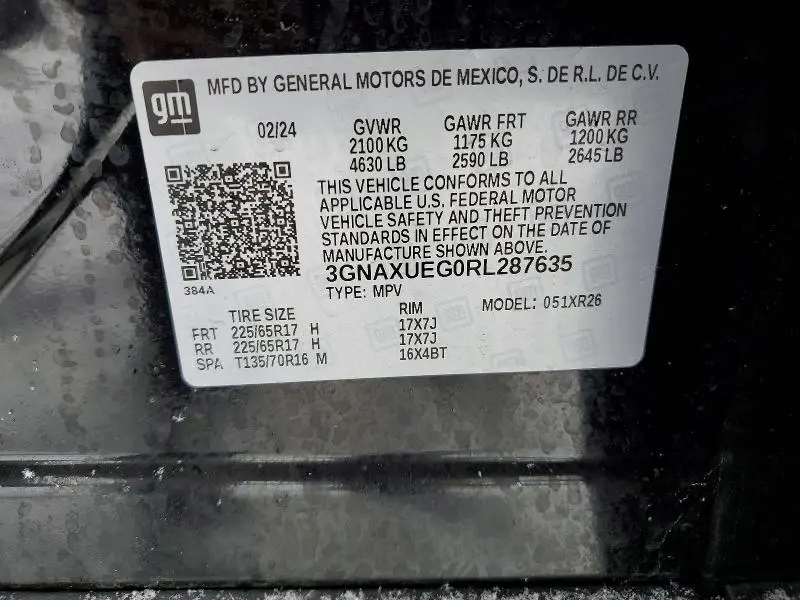 gm
MFD BY GENERAL MOTORS DE MEXICO, S. DE R.L. DE C.V.
02/24 GVWR GAWR FRT GAWR RR
2100 KG 1175 KG 1200 KG
4630 LB 2590 LB 2645 LB
THIS VEHICLE CONFORMS TO ALL
APPLICABLE U.S. FEDERAL MOTOR
VEHICLE SAFETY AND THEFT PREVENTION
STANDARDS IN EFFECT ON THE DATE OF
MANUFACTURE SHOWN ABOVE.
384A
3GNAXUEG0RL287635
TYPE: MPV
MODEL: 051XR26
TIRE SIZE RIM
FRT 225/65R17 H 17X7J
RR 225/65R17 H 17X7J
SPA T135/70R16 M 16X4BT